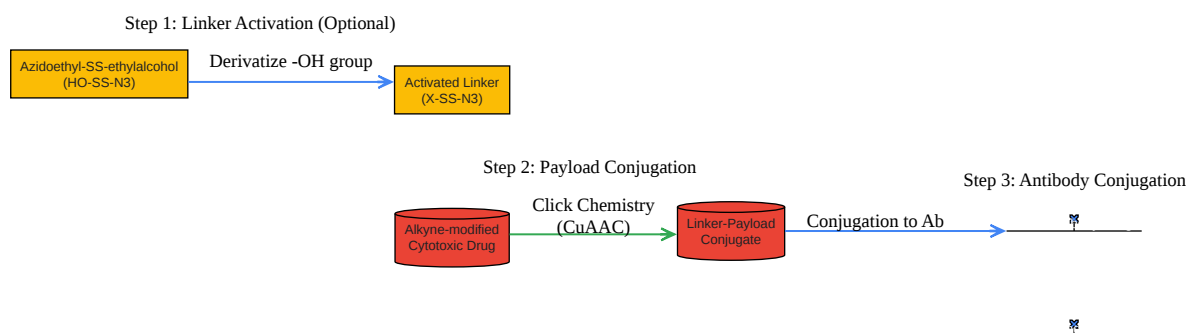 Step 1: Linker Activation (Optional)
Azidoethyl-SS-ethylalcohol
(HO-SS-N3)
Derivatize -OH group
Activated Linker
(X-SS-N3)
Step 2: Payload Conjugation
Alkyne-modified
Cytotoxic Drug
Click Chemistry
(CuAAC)
Linker-Payload
Conjugate
Step 3: Antibody Conjugation
Conjugation to Ab